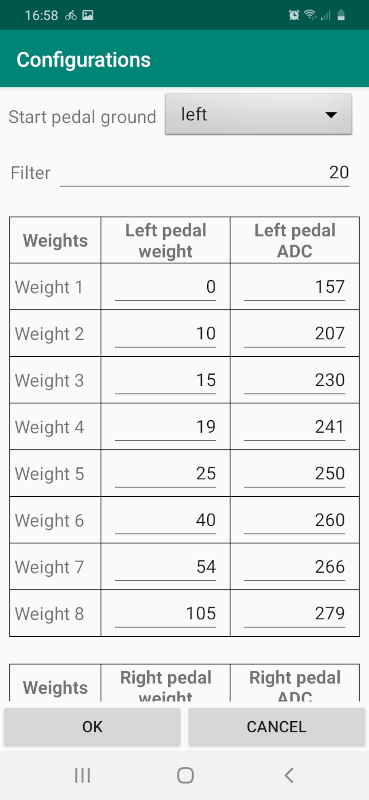 16:58
Configurations
Start pedal ground left
Filter 20
Weights Left pedal weight Left pedal ADC
Weight 1 0 157
Weight 2 10 207
Weight 3 15 230
Weight 4 19 241
Weight 5 25 250
Weight 6 40 260
Weight 7 54 266
Weight 8 105 279
Weights Right pedal weight Right pedal ADC
OK CANCEL